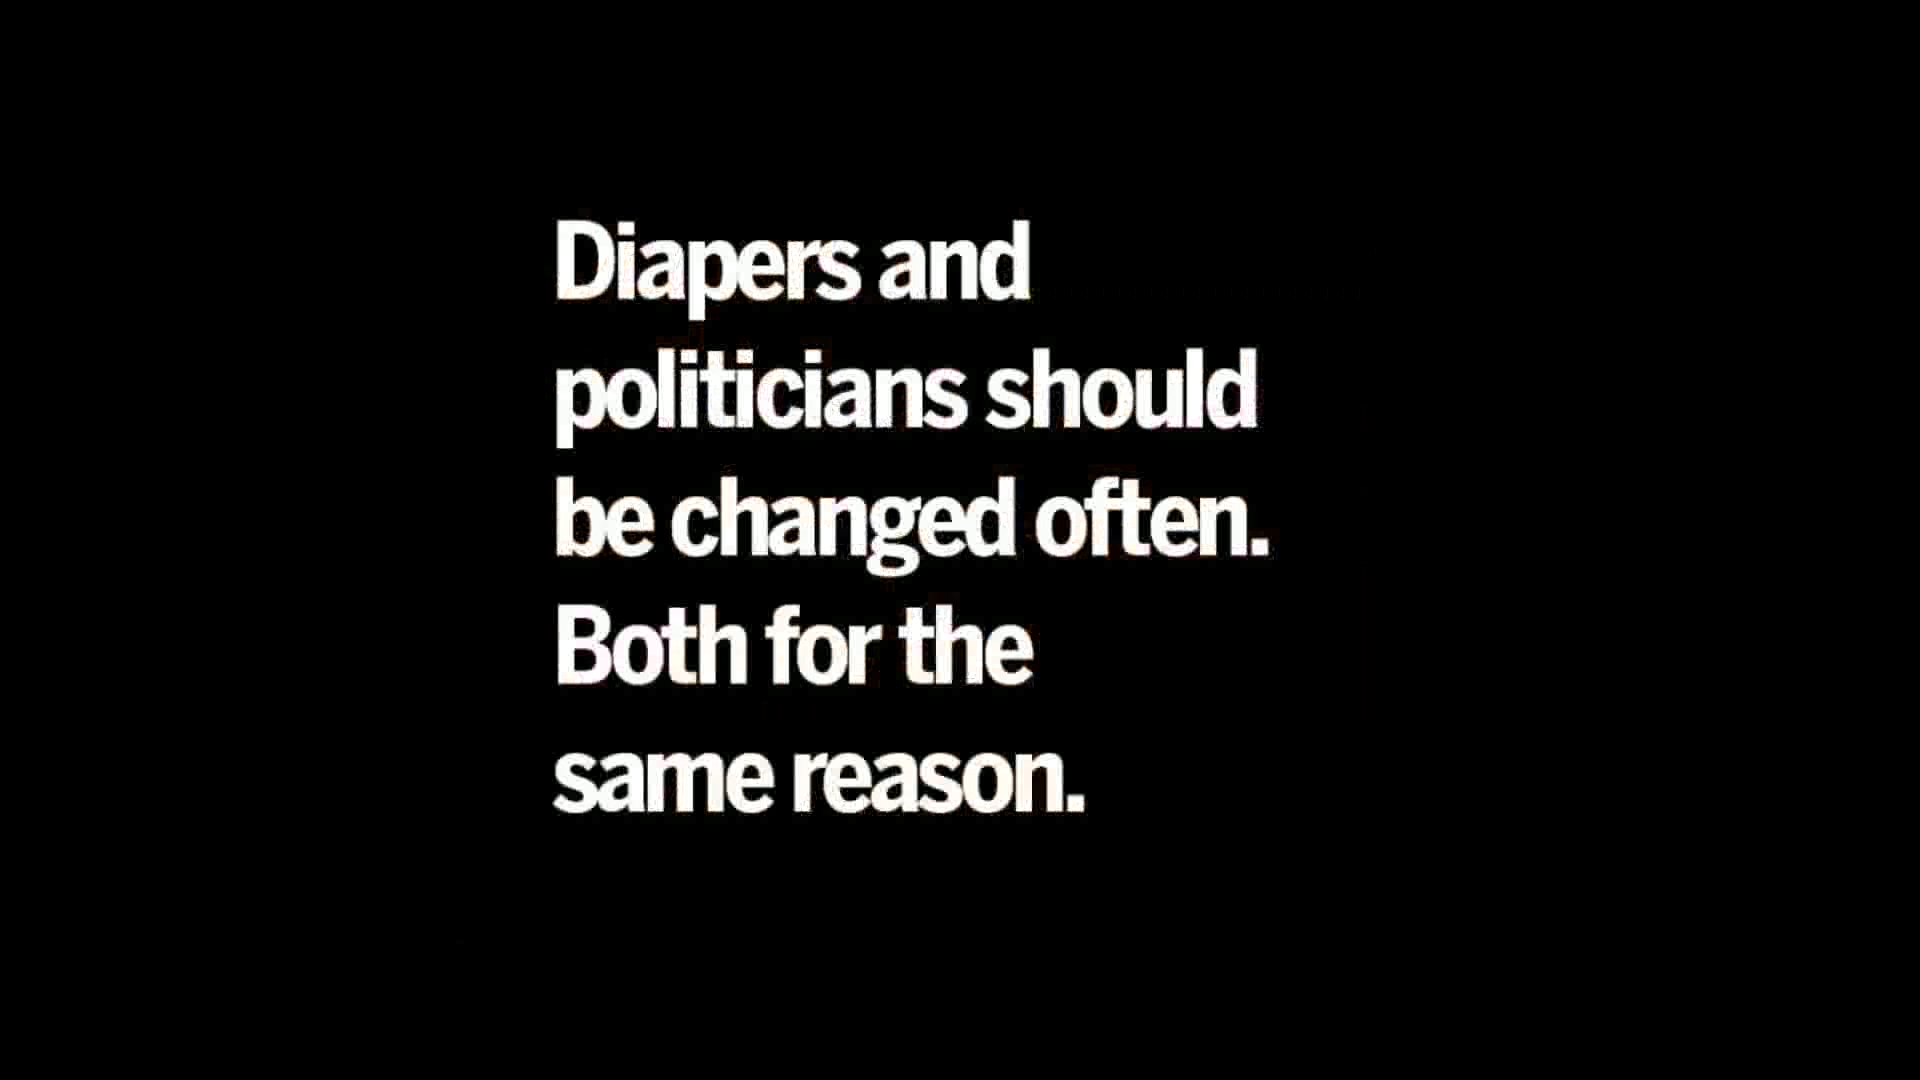 Diapers and
politicians should
be changed often.
Both for the
same reason.